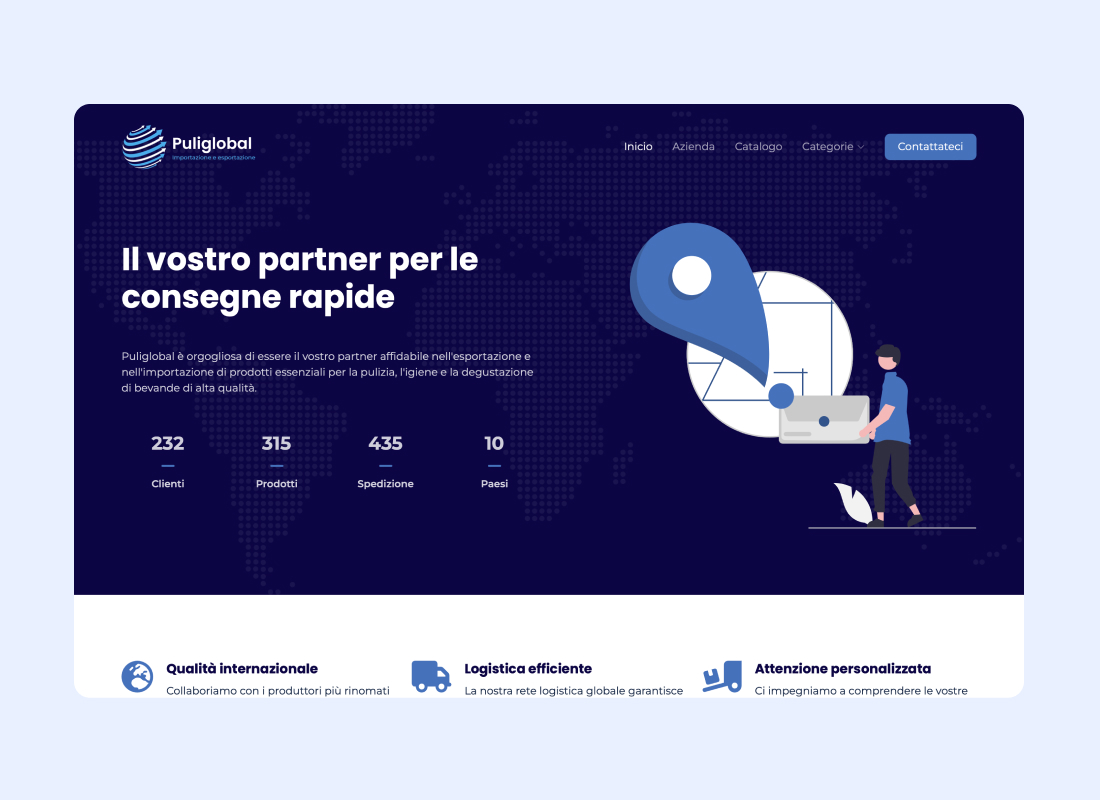 Puliglobal
Importazione e esportazione
Inicio Azienda Catalogo Categorie Contattateci
Il vostro partner per le
consegne rapide
Puliglobal è orgogliosa di essere il vostro partner affidabile nell'esportazione e
nell'importazione di prodotti essenziali per la pulizia, l'igiene e la degustazione
di bevande di alta qualità.
232 315 435 10
Clienti Prodotti Spedizione Paesi
Qualità internazionale
Collaboriamo con i produttori più rinomati
Logistica efficiente
La nostra rete logistica globale garantisce
Attenzione personalizzata
Ci impegniamo a comprendere le vostre